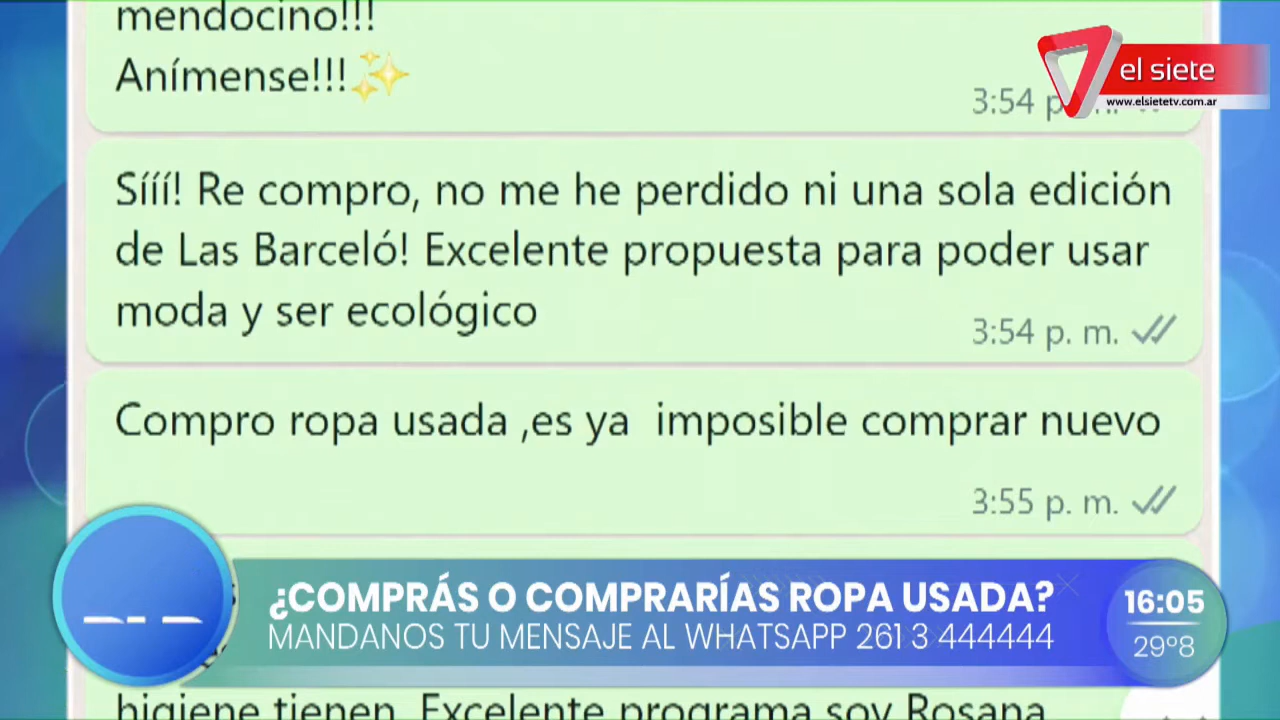 mendocino!!!
Anímense!!!✨
3:54 p.
el siete
www.elsietetv.com.ar
Sííí! Re compro, no me he perdido ni una sola edición
de Las Barceló! Excelente propuesta para poder usar
moda y ser ecológico
3:54 p. m.
Compro ropa usada ,es ya  imposible comprar nuevo
3:55 p. m.
¿COMPRÁS O COMPRARÍAS ROPA USADA?
MANDANOS TU MENSAJE AL WHATSAPP 261 3 444444
16:05
29º8
higiene tienen. Excelente programa soy Rosana